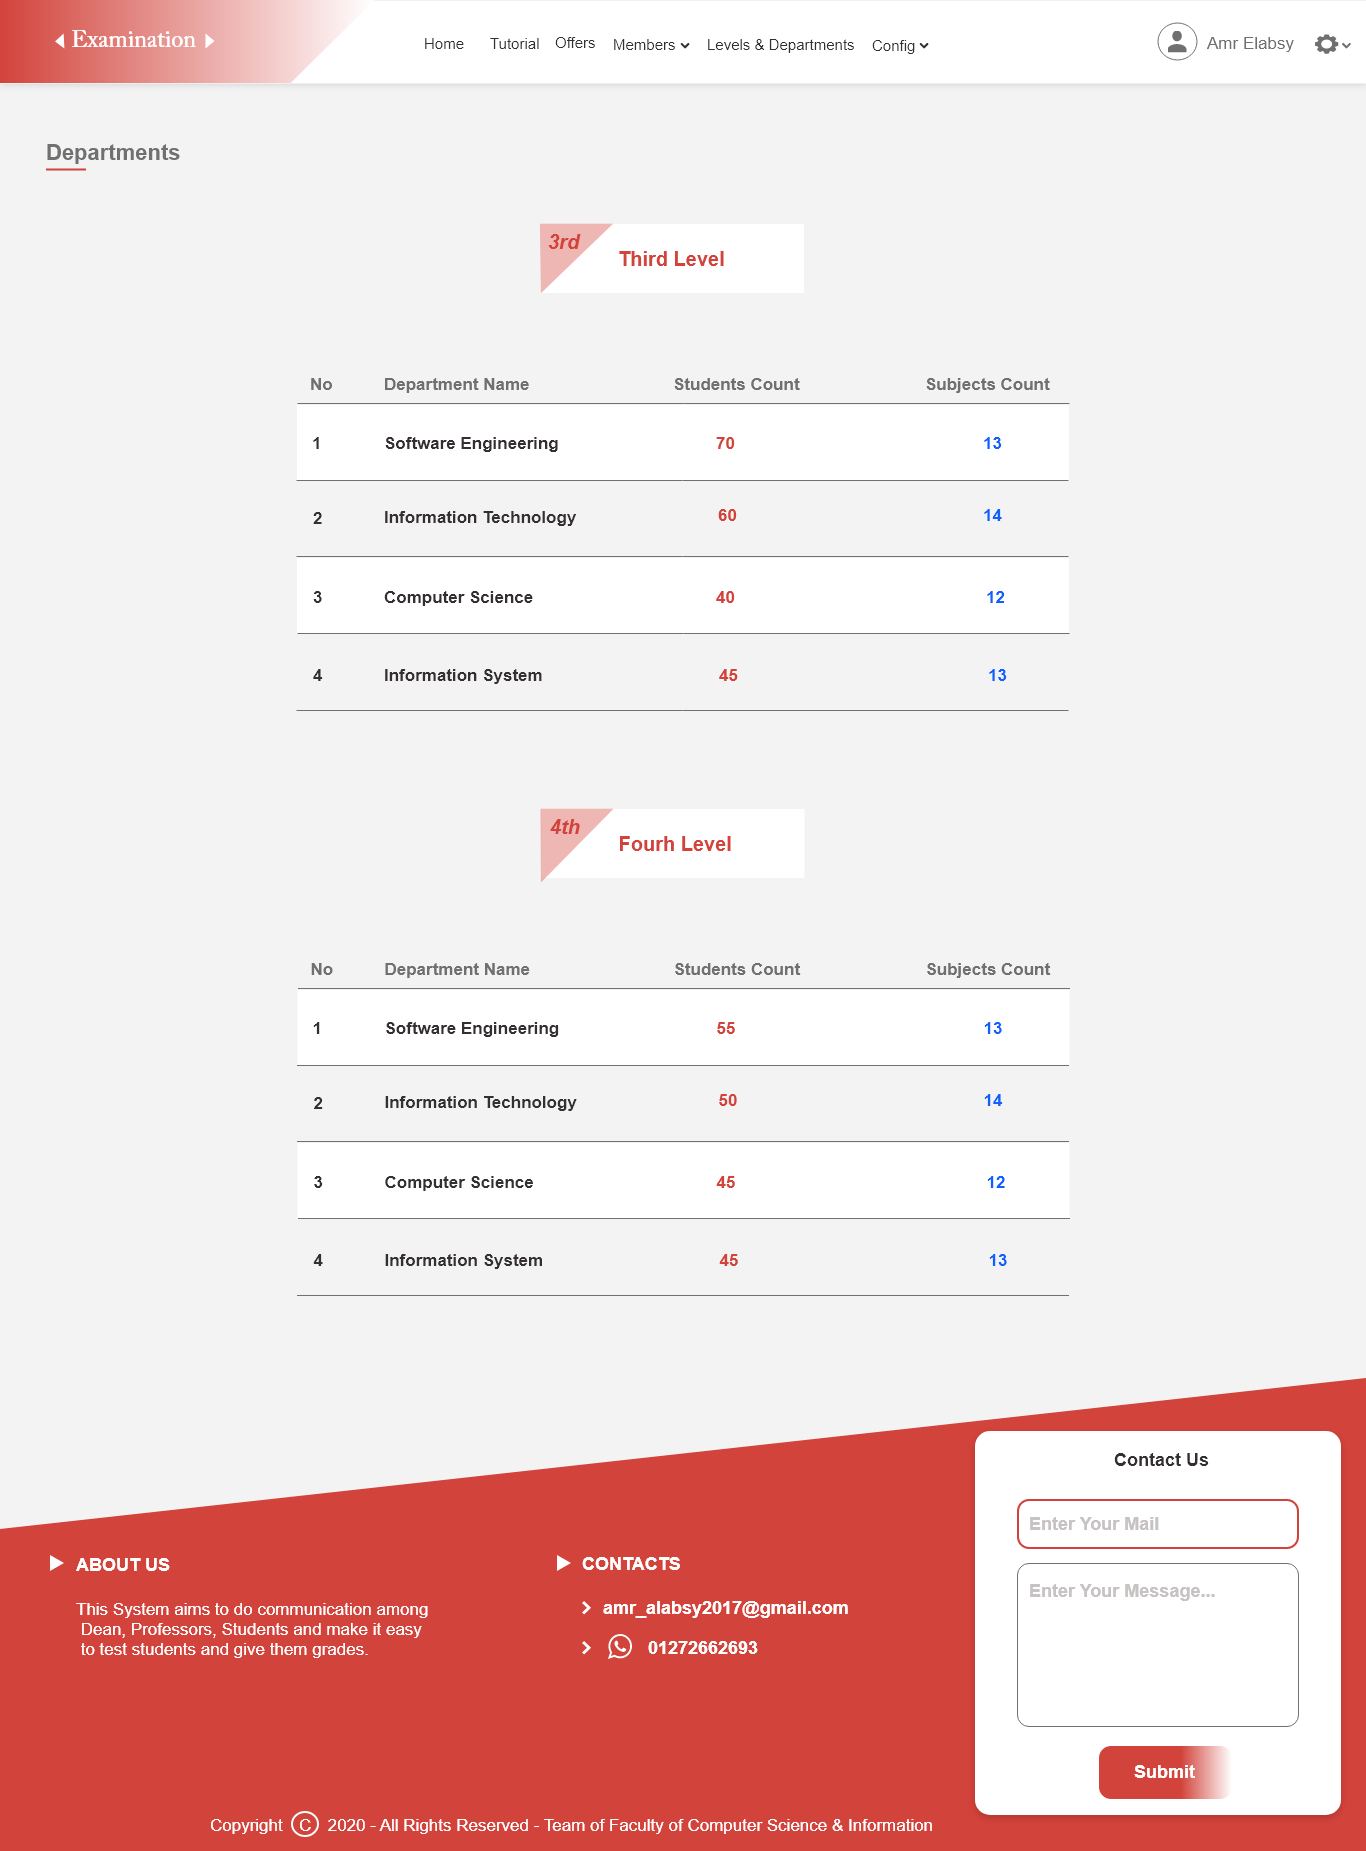 Examination
Home Tutorial Offers Members Levels & Departments Config
Amr Elabsy
Departments
3rd
Third Level
No Department Name Students Count Subjects Count
1 Software Engineering 70 13
2 Information Technology 60 14
3 Computer Science 40 12
4 Information System 45 13
4th
Fourh Level
No Department Name Students Count Subjects Count
1 Software Engineering 55 13
2 Information Technology 50 14
3 Computer Science 45 12
4 Information System 45 13
ABOUT US
This System aims to do communication among
Dean, Professors, Students and make it easy
to test students and give them grades.
CONTACTS
amr_alabsy2017@gmail.com
01272662693
Contact Us
Enter Your Mail
Enter Your Message...
Submit
Copyright © 2020 - All Rights Reserved - Team of Faculty of Computer Science & Information